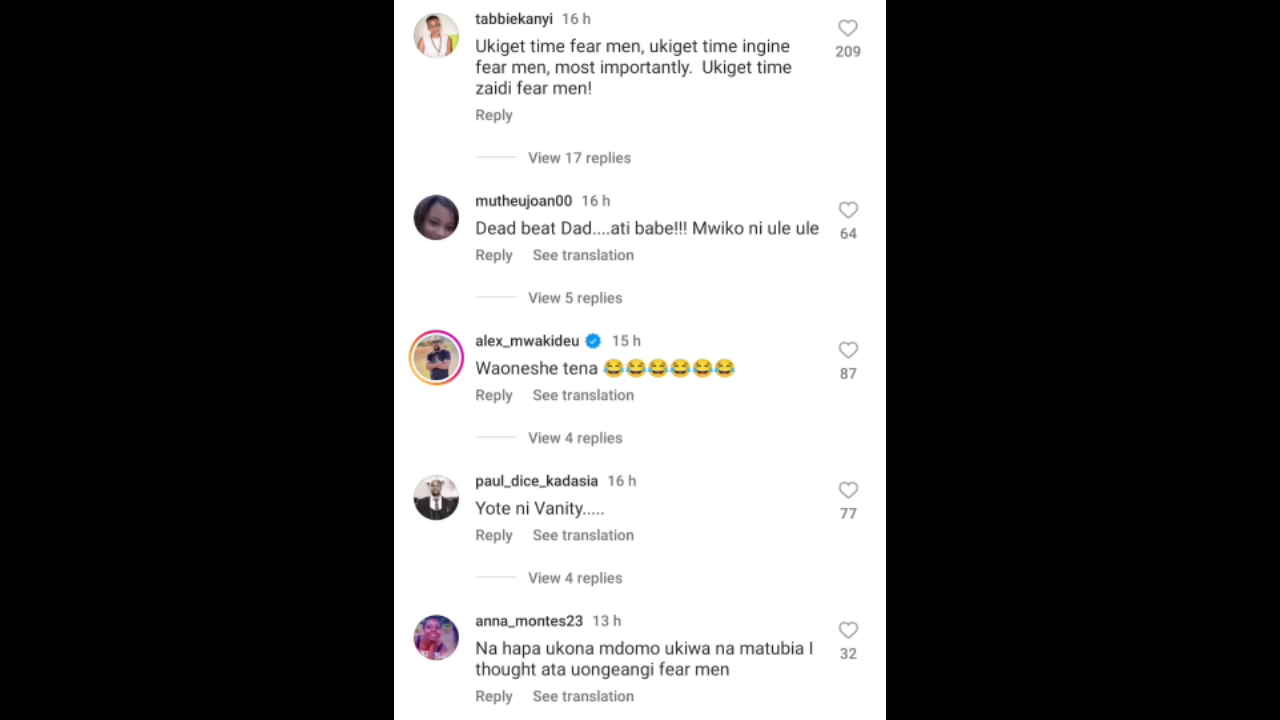 tabbiekanyi 16 h
Ukiget time fear men, ukiget time ingine
fear men, most importantly. Ukiget time
zaidi fear men!
209
Reply
View 17 replies
mutheujoan00 16 h
Dead beat Dad....ati babe!!! Mwiko ni ule ule
64
Reply See translation
View 5 replies
alex_mwakideu 15 h
Waoneshe tena 😂😂😂😂😂😂
87
Reply See translation
View 4 replies
paul_dice_kadasia 16 h
Yote ni Vanity.....
77
Reply See translation
View 4 replies
anna_montes23 13 h
Na hapa ukona mdomo ukiwa na matubia I
thought ata uongeangi fear men
32
Reply See translation